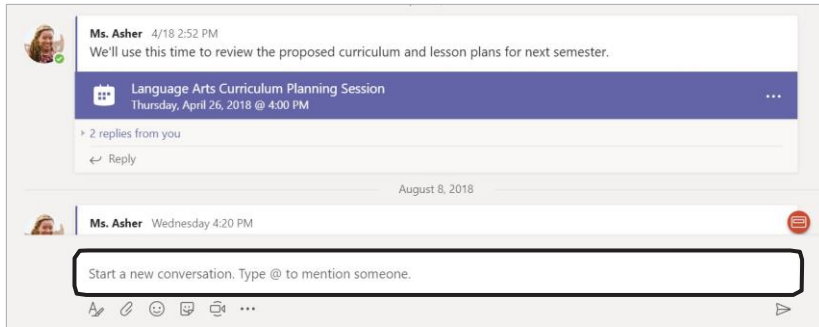 Ms. Asher 4/18 2:52 PM
We'll use this time to review the proposed curriculum and lesson plans for next semester.
Language Arts Curriculum Planning Session
Thursday, April 26, 2018 @ 4:00 PM
2 replies from you
Reply
August 8, 2018
Ms. Asher Wednesday 4:20 PM
Start a new conversation. Type @ to mention someone.